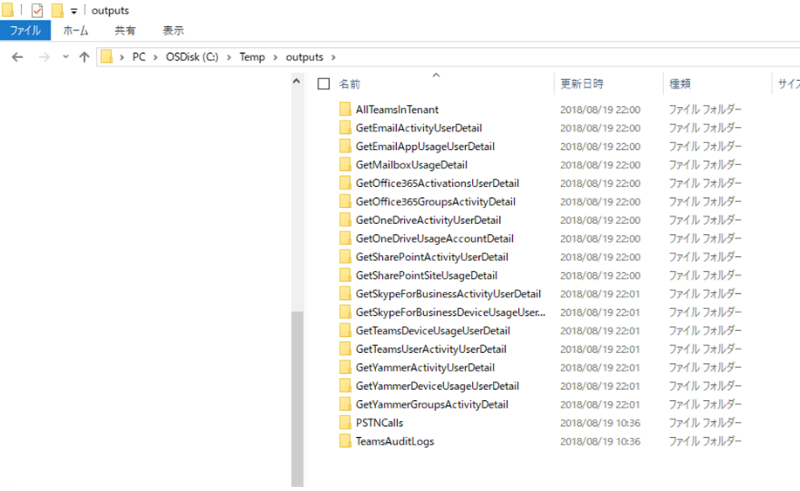 outputs
ファイル ホーム 共有 表示
PC > OSDisk (C:) > Temp > outputs >
名前 更新日時 種類 サイズ
AllTeamsInTenant 2018/08/19 22:00 ファイル フォルダー
GetEmailActivityUserDetail 2018/08/19 22:00 ファイル フォルダー
GetEmailAppUsageUserDetail 2018/08/19 22:00 ファイル フォルダー
GetMailboxUsageDetail 2018/08/19 22:00 ファイル フォルダー
GetOffice365ActivationsUserDetail 2018/08/19 22:00 ファイル フォルダー
GetOffice365GroupsActivityDetail 2018/08/19 22:00 ファイル フォルダー
GetOneDriveActivityUserDetail 2018/08/19 22:00 ファイル フォルダー
GetOneDriveUsageAccountDetail 2018/08/19 22:00 ファイル フォルダー
GetSharePointActivityUserDetail 2018/08/19 22:00 ファイル フォルダー
GetSharePointSiteUsageDetail 2018/08/19 22:00 ファイル フォルダー
GetSkypeForBusinessActivityUserDetail 2018/08/19 22:01 ファイル フォルダー
GetSkypeForBusinessDeviceUsageUser... 2018/08/19 22:01 ファイル フォルダー
GetTeamsDeviceUsageUserDetail 2018/08/19 22:01 ファイル フォルダー
GetTeamsUserActivityUserDetail 2018/08/19 22:01 ファイル フォルダー
GetYammerActivityUserDetail 2018/08/19 22:01 ファイル フォルダー
GetYammerDeviceUsageUserDetail 2018/08/19 22:01 ファイル フォルダー
GetYammerGroupsActivityDetail 2018/08/19 22:01 ファイル フォルダー
PSTNCalls 2018/08/19 10:36 ファイル フォルダー
TeamsAuditLogs 2018/08/19 10:36 ファイル フォルダー